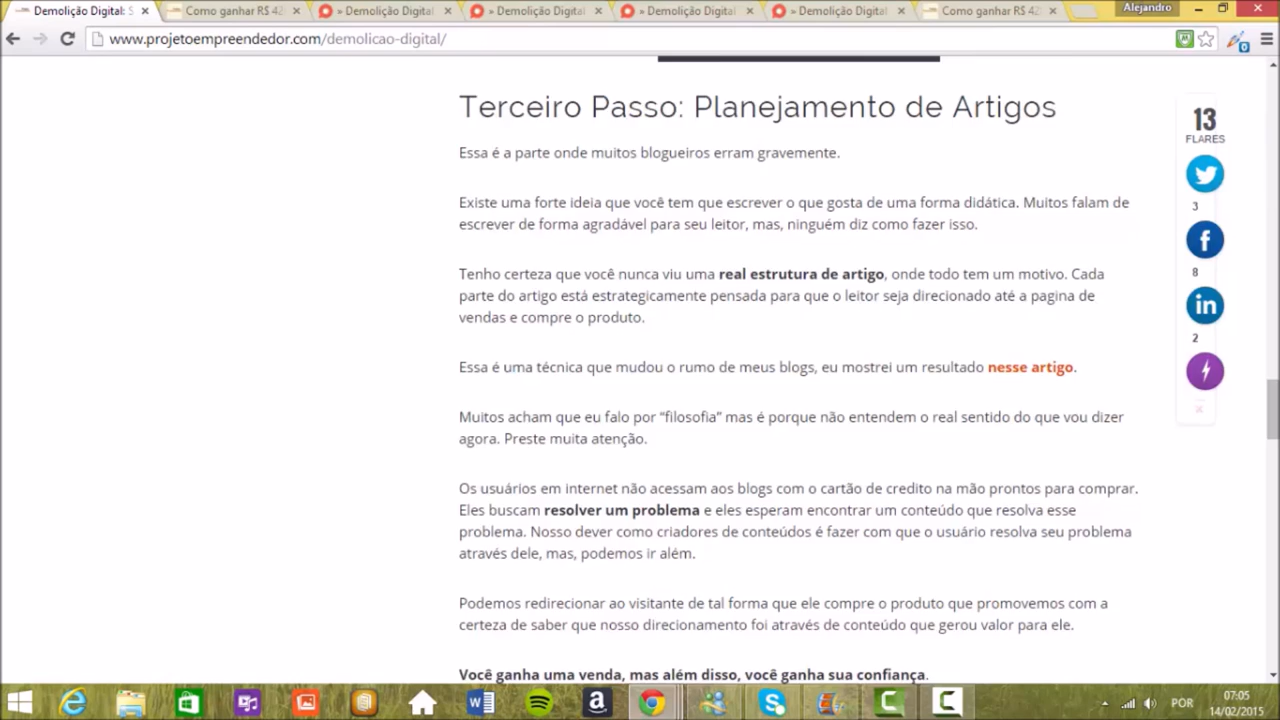 Demolição Digital: S
Como ganhar R$ 42
» Demolição Digital
» Demolição Digital
» Demolição Digital
» Demolição Digital
Como ganhar R$ 42
Alejandro
www.projetoempreendedor.com/demolicao-digital/
0
Terceiro Passo: Planejamento de Artigos
Essa é a parte onde muitos blogueiros erram gravemente.
Existe uma forte ideia que você tem que escrever o que gosta de uma forma didática. Muitos falam de
escrever de forma agradável para seu leitor, mas, ninguém diz como fazer isso.
Tenho certeza que você nunca viu uma real estrutura de artigo, onde todo tem um motivo. Cada
parte do artigo está estrategicamente pensada para que o leitor seja direcionado até a pagina de
vendas e compre o produto.
Essa é uma técnica que mudou o rumo de meus blogs, eu mostrei um resultado nesse artigo.
Muitos acham que eu falo por “filosofia” mas é porque não entendem o real sentido do que vou dizer
agora. Preste muita atenção.
Os usuários em internet não acessam aos blogs com o cartão de credito na mão prontos para comprar.
Eles buscam resolver um problema e eles esperam encontrar um conteúdo que resolva esse
problema. Nosso dever como criadores de conteúdos é fazer com que o usuário resolva seu problema
através dele, mas, podemos ir além.
Podemos redirecionar ao visitante de tal forma que ele compre o produto que promovemos com a
certeza de saber que nosso direcionamento foi através de conteúdo que gerou valor para ele.
Você ganha uma venda, mas além disso, você ganha sua confiança.
13
FLARES
3
8
in
2
POR
07:05
14/02/2015